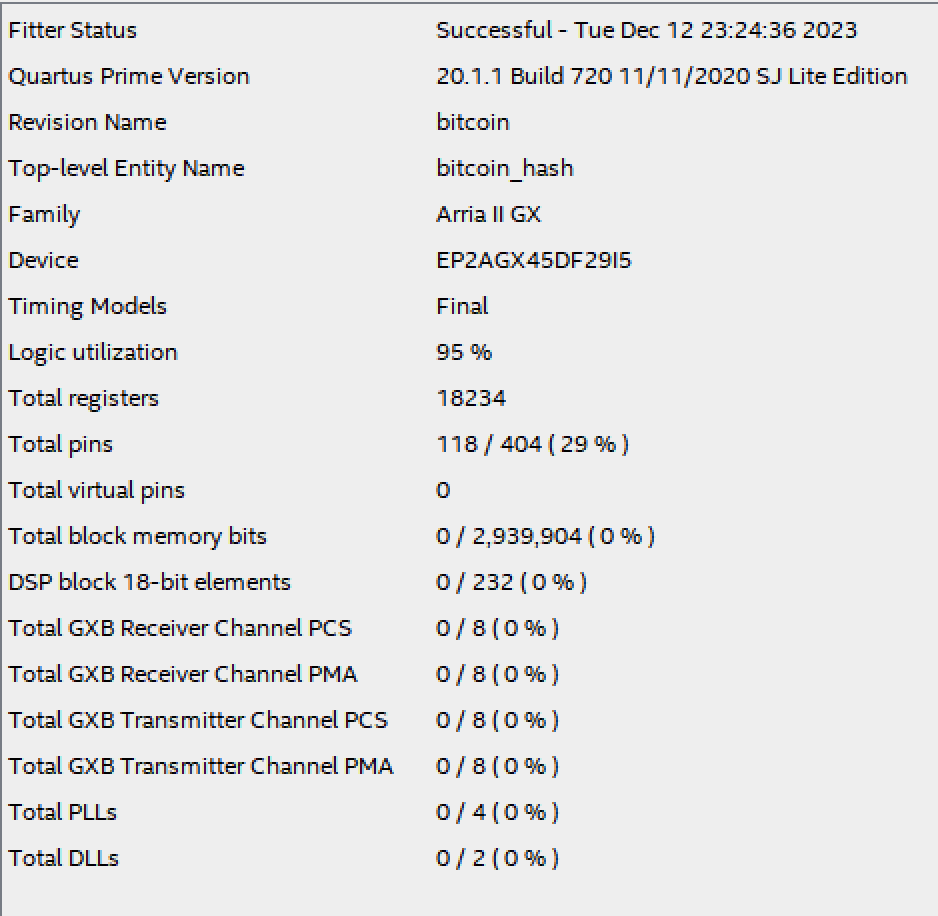 Fitter Status Successful - Tue Dec 12 23:24:36 2023
Quartus Prime Version 20.1.1 Build 720 11/11/2020 SJ Lite Edition
Revision Name bitcoin
Top-level Entity Name bitcoin_hash
Family Arria II GX
Device EP2AGX45DF29I5
Timing Models Final
Logic utilization 95 %
Total registers 18234
Total pins 118 / 404 ( 29 % )
Total virtual pins 0
Total block memory bits 0 / 2,939,904 ( 0 % )
DSP block 18-bit elements 0 / 232 ( 0 % )
Total GXB Receiver Channel PCS 0 / 8 ( 0 % )
Total GXB Receiver Channel PMA 0 / 8 ( 0 % )
Total GXB Transmitter Channel PCS 0 / 8 ( 0 % )
Total GXB Transmitter Channel PMA 0 / 8 ( 0 % )
Total PLLs 0 / 4 ( 0 % )
Total DLLs 0 / 2 ( 0 % )